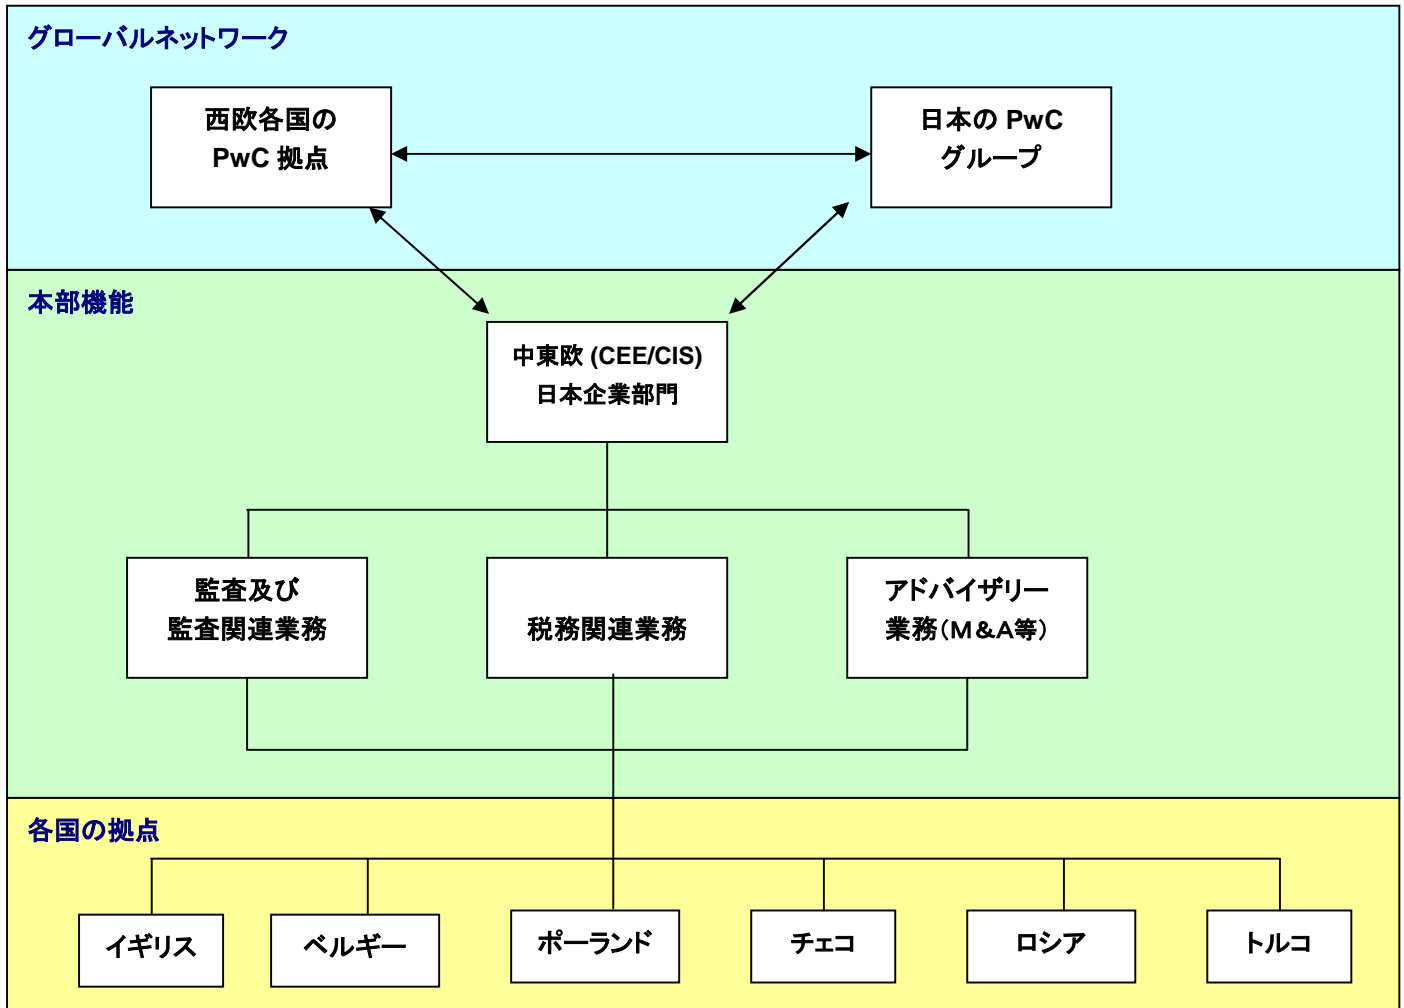 グローバルネットワーク
西欧各国の
PwC 拠点
日本の PwC
グループ
本部機能
中東欧 (CEE/CIS)
日本企業部門
監査及び
監査関連業務
税務関連業務
アドバイザリー
業務（Ｍ＆Ａ等）
各国の拠点
イギリス
ベルギー
ポーランド
チェコ
ロシア
トルコ